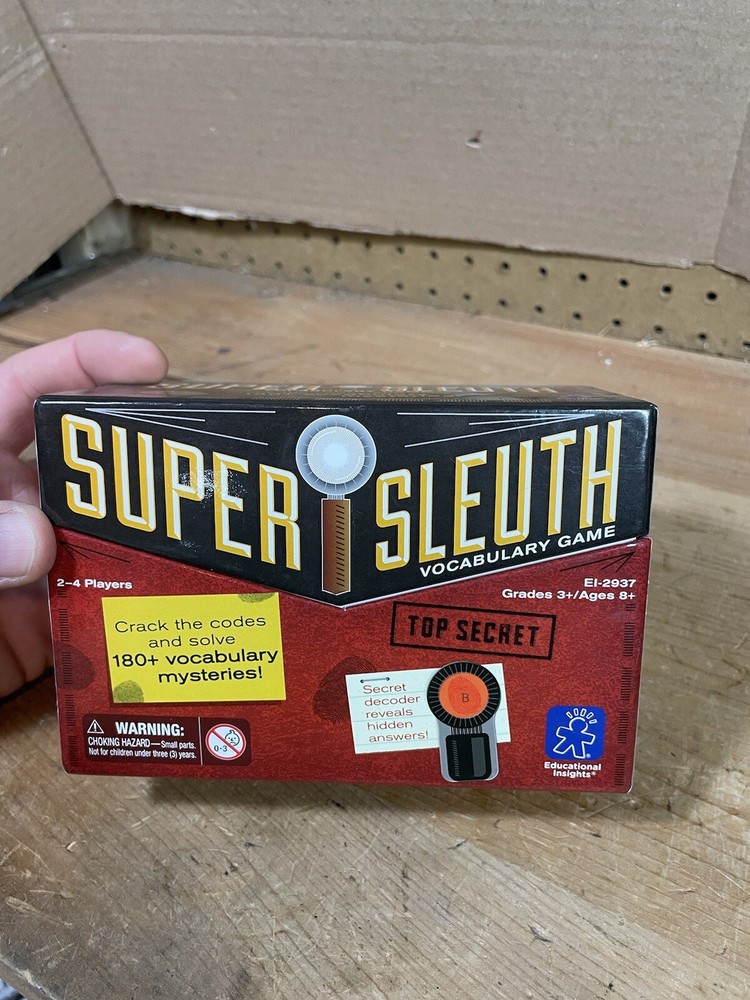 SUPER SLEUTH
VOCABULARY GAME
2–4 Players
EI-2937
Grades 3+/Ages 8+
Crack the codes
and solve
180+ vocabulary
mysteries!
TOP SECRET
Secret
decoder
reveals
hidden
answers!
B
WARNING:
CHOKING HAZARD—Small parts.
Not for children under three (3) years.
0-3
Educational
Insights®